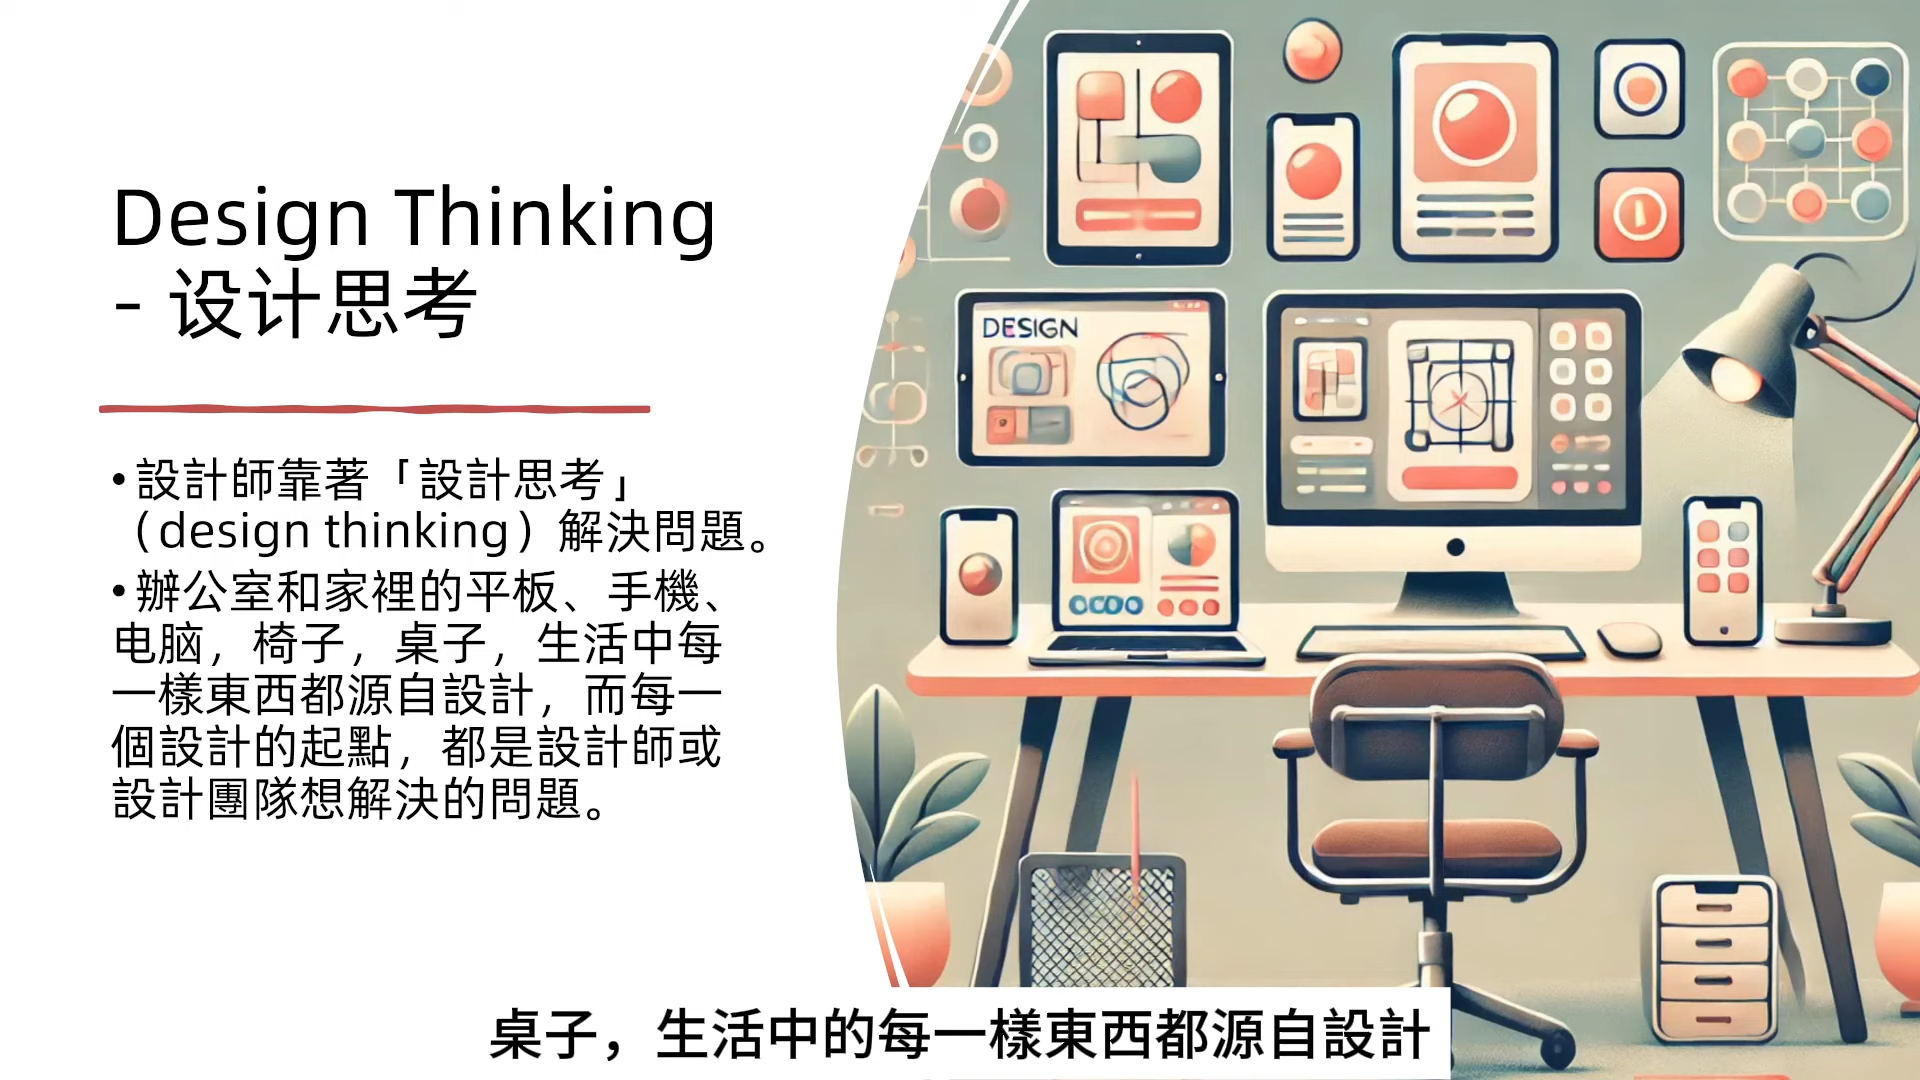 Design Thinking
- 设计思考
•設計師靠著「設計思考」
（design thinking）解決問題。
•辦公室和家裡的平板、手機、
电脑，椅子，桌子，生活中每
一樣東西都源自設計，而每一
個設計的起點，都是設計師或
設計團隊想解決的問題。
DESIGN
桌子，生活中的每一樣東西都源自設計